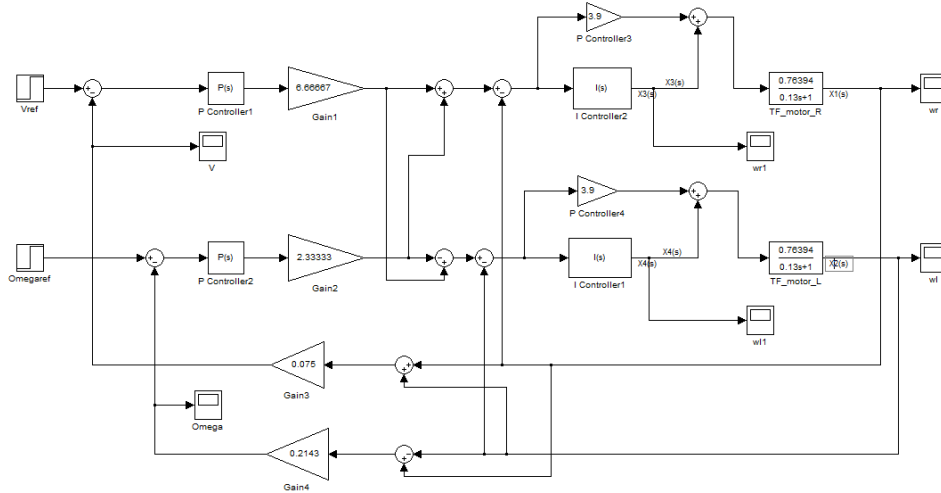 3.9
P Controller3
Vref
P(s)
P Controller1
6.66667
Gain1
I(s)
I Controller2
X3(s)
X3(s)
0.76394
0.13s+1
TF_motor_R
X1(s)
wr
V
wr1
3.9
P Controller4
Omegaref
P(s)
P Controller2
2.33333
Gain2
I(s)
I Controller1
X4(s)
X4(s)
0.76394
0.13s+1
TF_motor_L
X2(s)
wl
wl1
0.075
Gain3
Omega
0.2143
Gain4